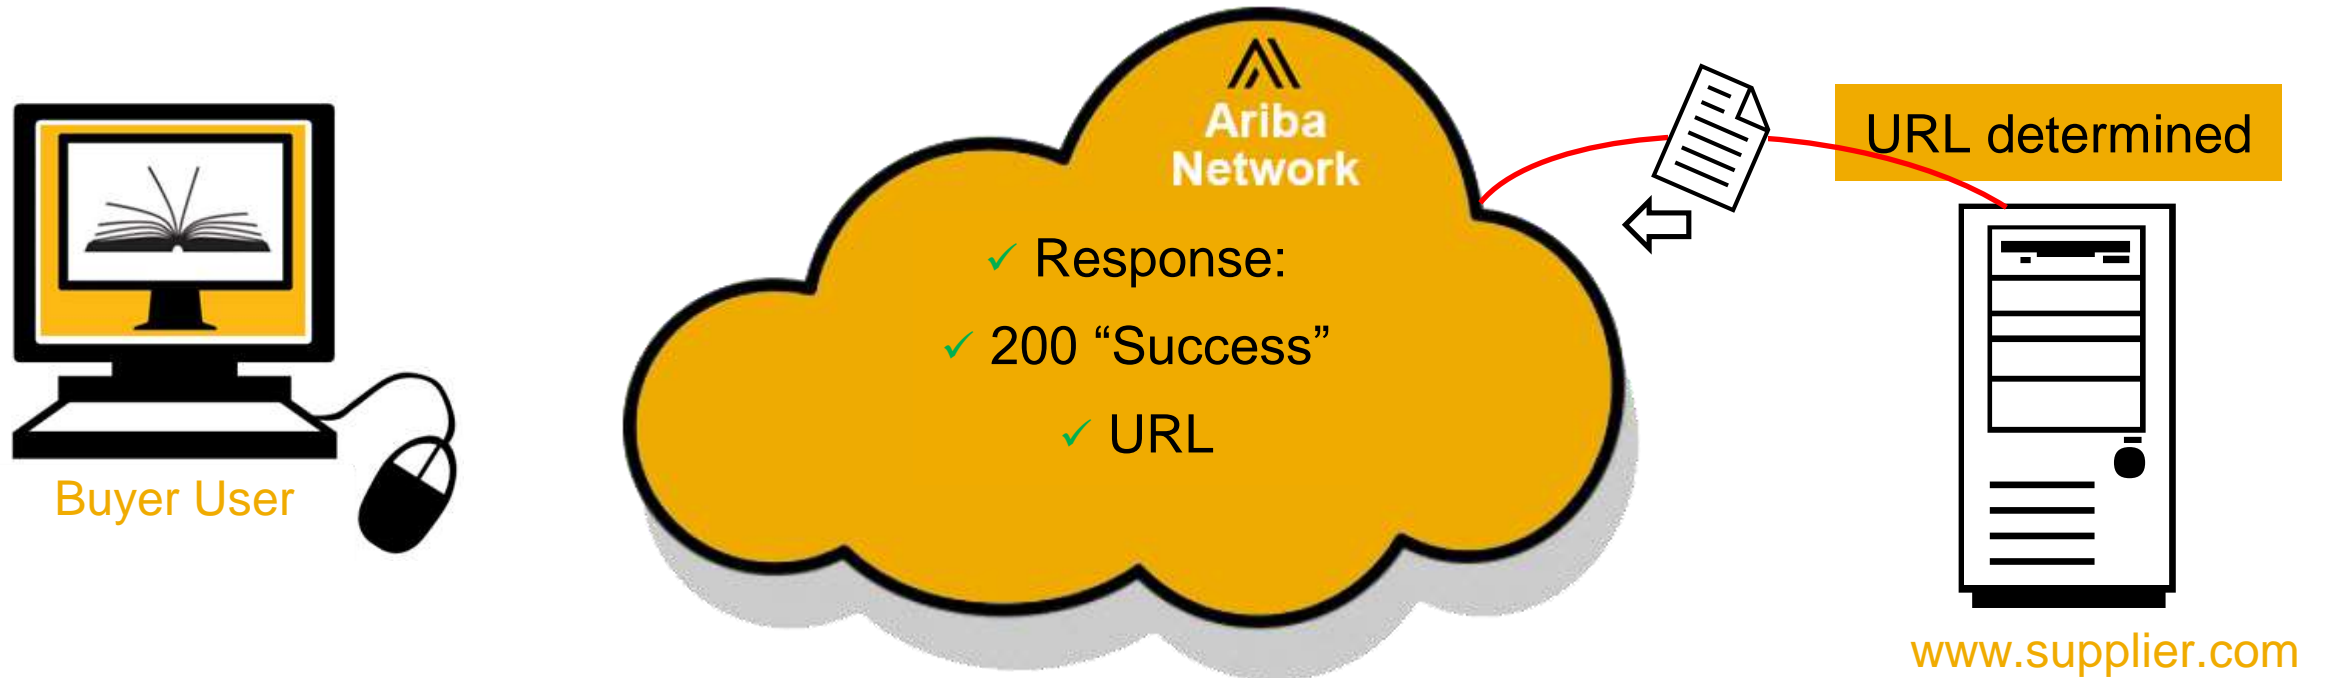 Ariba
Network
URL determined
✓ Response:
✓ 200 “Success”
✓ URL
Buyer User
www.supplier.com